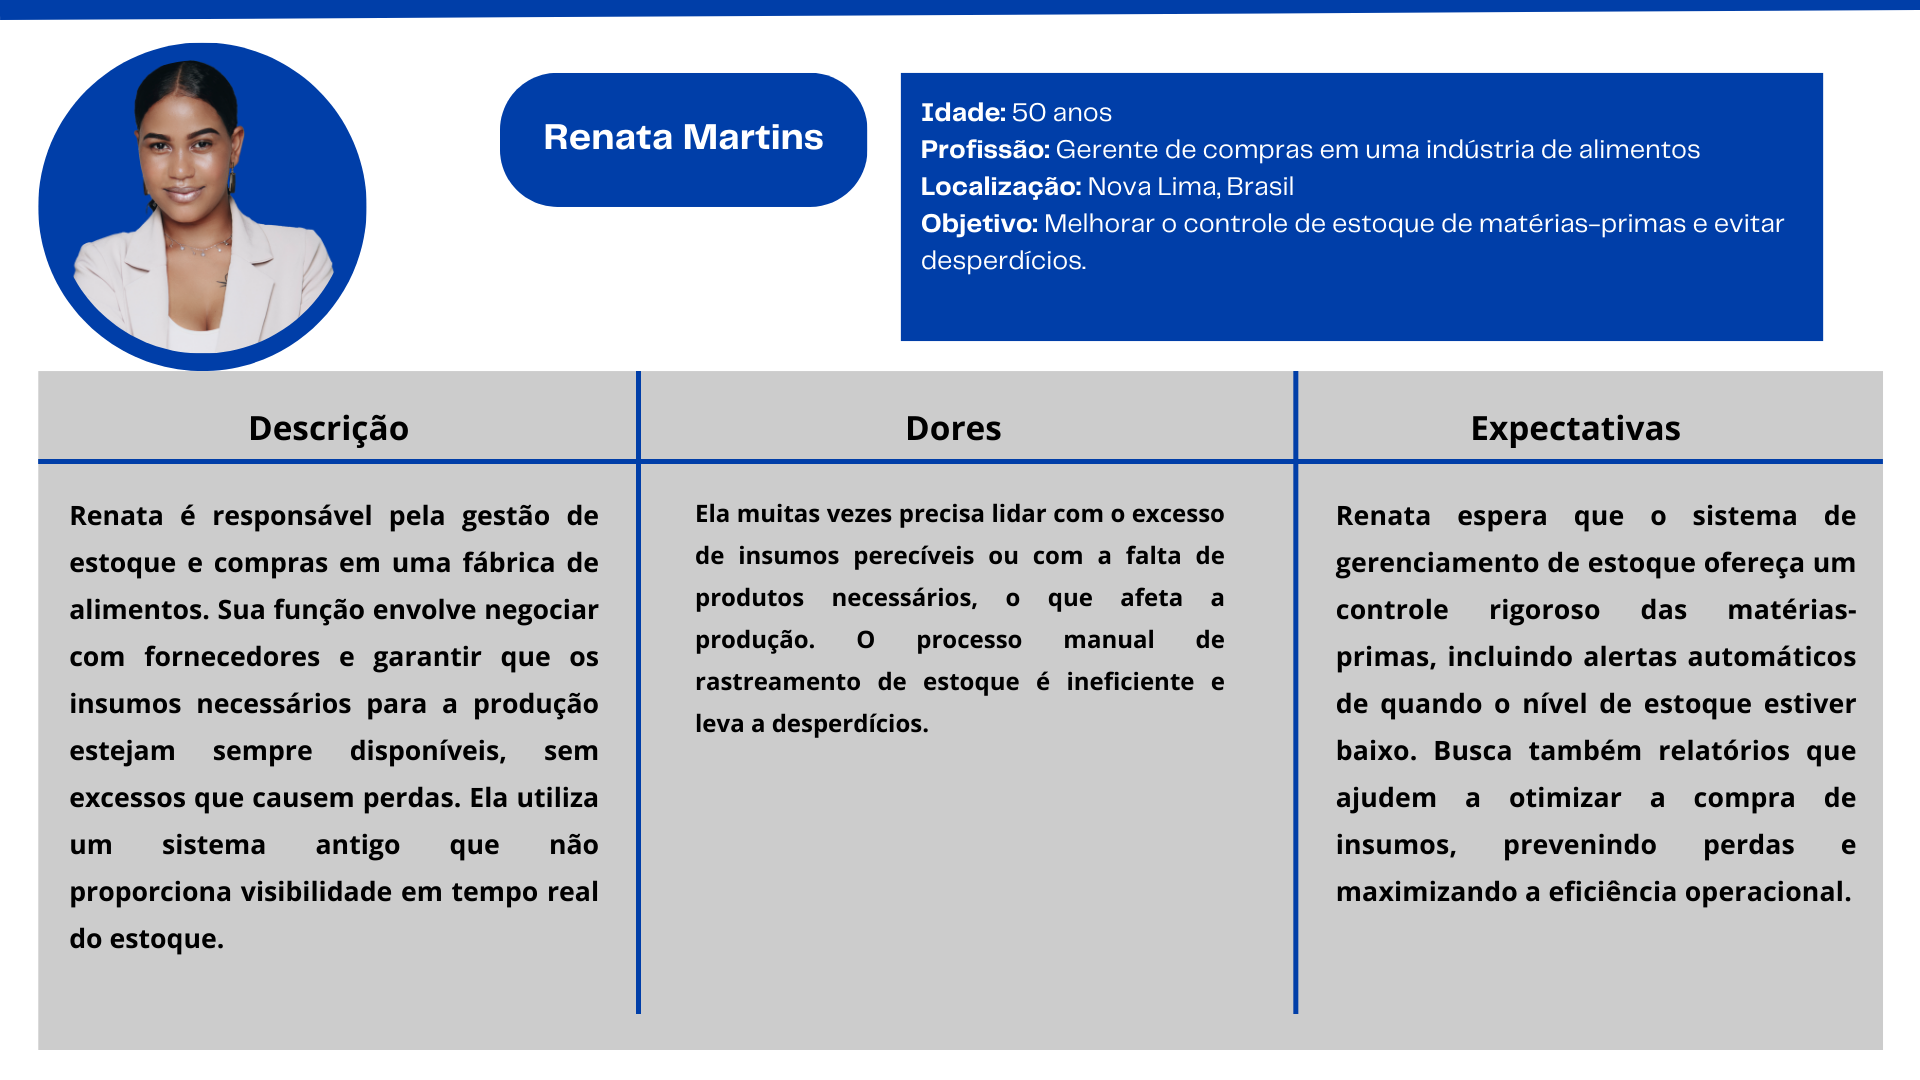 Renata Martins
Idade: 50 anos
Profissão: Gerente de compras em uma indústria de alimentos
Localização: Nova Lima, Brasil
Objetivo: Melhorar o controle de estoque de matérias-primas e evitar
desperdícios.
Descrição
Renata é responsável pela gestão de
estoque e compras em uma fábrica de
alimentos. Sua função envolve negociar
com fornecedores e garantir que os
insumos necessários para a produção
estejam sempre disponíveis, sem
excessos que causem perdas. Ela utiliza
um sistema antigo que não
proporciona visibilidade em tempo real
do estoque.
Dores
Ela muitas vezes precisa lidar com o excesso
de insumos perecíveis ou com a falta de
produtos necessários, o que afeta a
produção. O processo manual de
rastreamento de estoque é ineficiente e
leva a desperdícios.
Expectativas
Renata espera que o sistema de
gerenciamento de estoque ofereça um
controle rigoroso das matérias-
primas, incluindo alertas automáticos
de quando o nível de estoque estiver
baixo. Busca também relatórios que
ajudem a otimizar a compra de
insumos, prevenindo perdas e
maximizando a eficiência operacional.